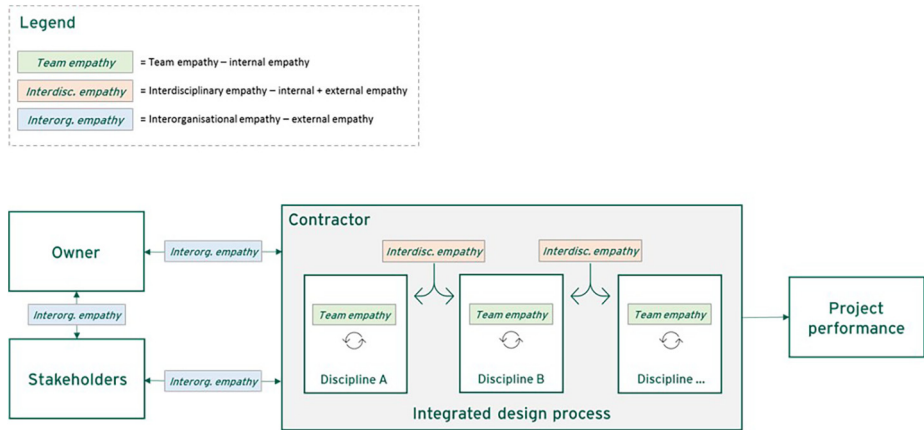 Legend
Team empathy = Team empathy – internal empathy
Interdisc. empathy = Interdisciplinary empathy – internal + external empathy
Interorg. empathy = Interorganisational empathy – external empathy
Contractor
Owner
Interorg. empathy
Interdisc. empathy
Interdisc. empathy
Interorg. empathy
Team empathy
Team empathy
Team empathy
Project
performance
Stakeholders
Interorg. empathy
Discipline A
Discipline B
Discipline ...
Integrated design process